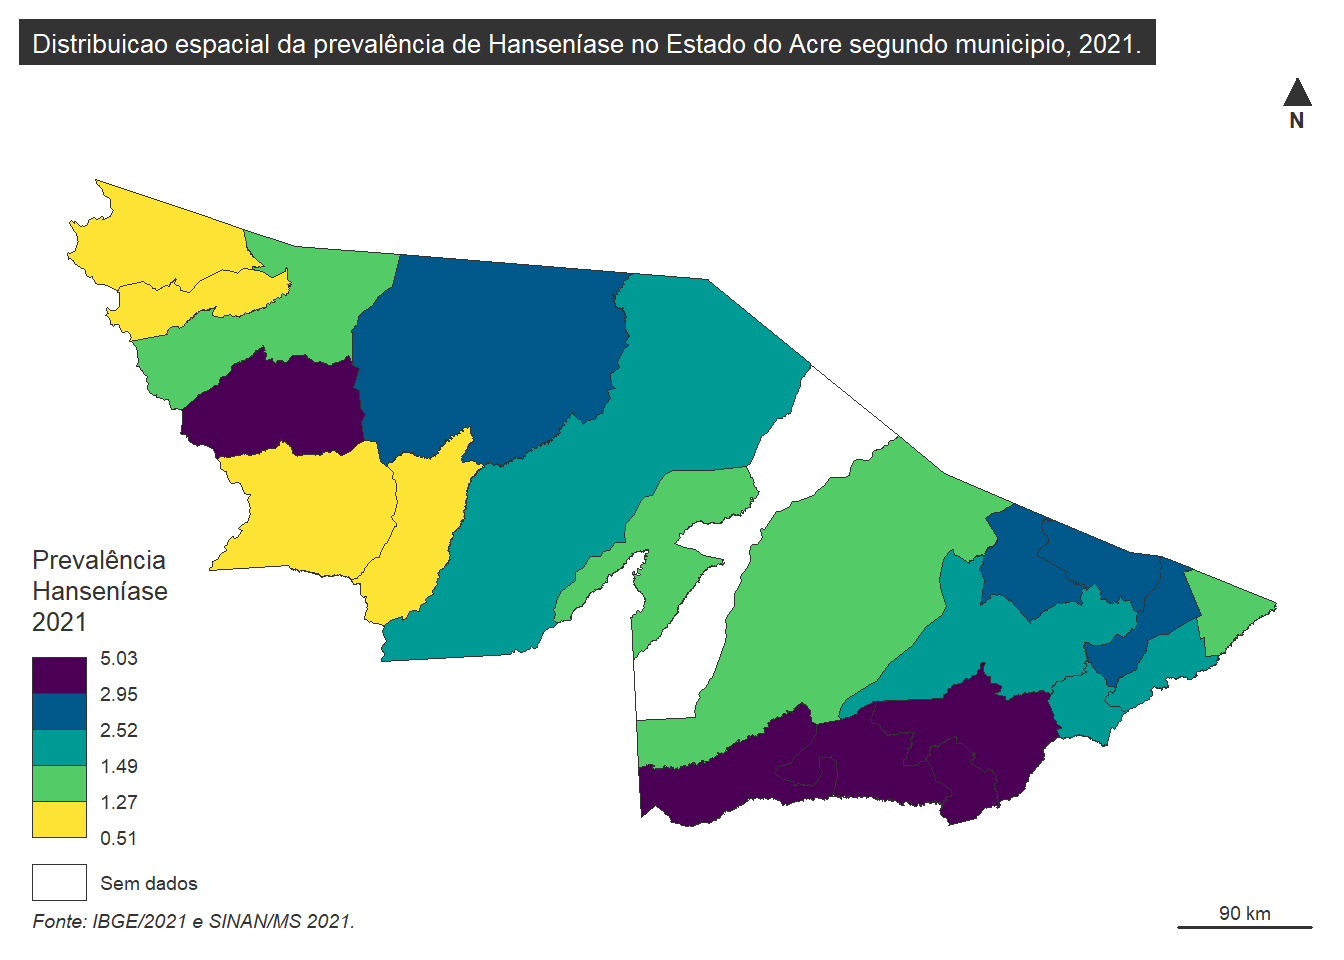 Distribuicao espacial da prevalência de Hanseníase no Estado do Acre segundo municipio, 2021.
N
Prevalência
Hanseníase
2021
5.03
2.95
2.52
1.49
1.27
0.51
Sem dados
Fonte: IBGE/2021 e SINAN/MS 2021.
90 km